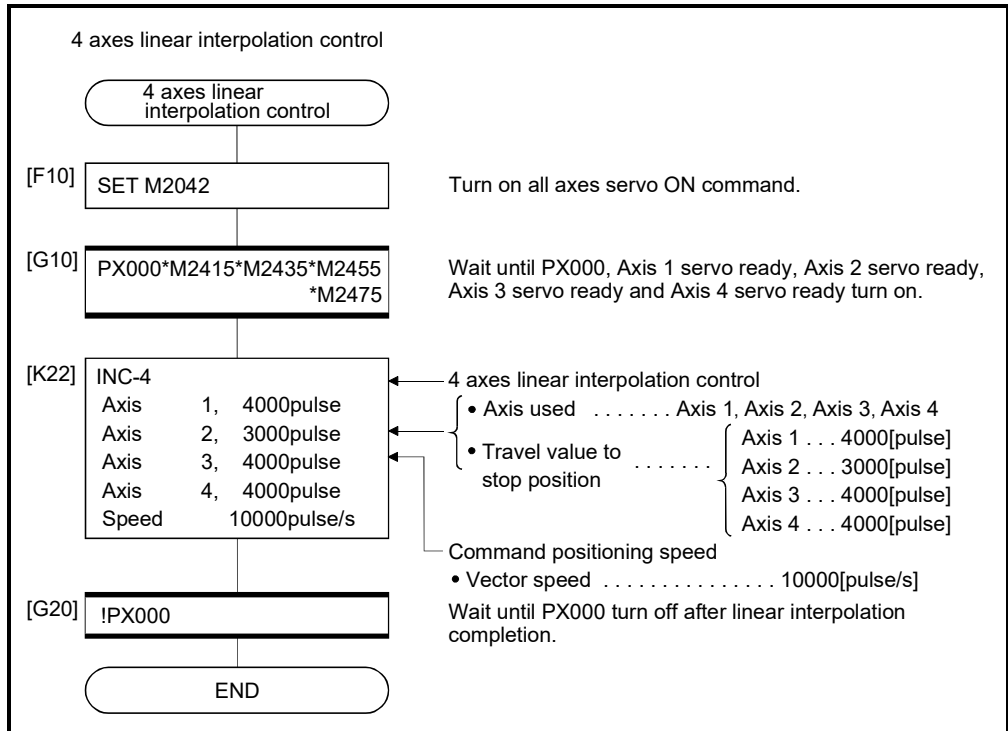 4 axes linear interpolation control
4 axes linear
interpolation control
[F10] SET M2042 Turn on all axes servo ON command.
[G10] PX000*M2415*M2435*M2455
*M2475
Wait until PX000, Axis 1 servo ready, Axis 2 servo ready,
Axis 3 servo ready and Axis 4 servo ready turn on.
[K22] INC-4
Axis 1, 4000pulse
Axis 2, 3000pulse
Axis 3, 4000pulse
Axis 4, 4000pulse
Speed 10000pulse/s
4 axes linear interpolation control
• Axis used . . . . . . . Axis 1, Axis 2, Axis 3, Axis 4
• Travel value to
stop position . . . . . . .
Axis 1 . . . 4000[pulse]
Axis 2 . . . 3000[pulse]
Axis 3 . . . 4000[pulse]
Axis 4 . . . 4000[pulse]
Command positioning speed
• Vector speed . . . . . . . . . . . . . . . 10000[pulse/s]
[G20] !PX000
Wait until PX000 turn off after linear interpolation
completion.
END